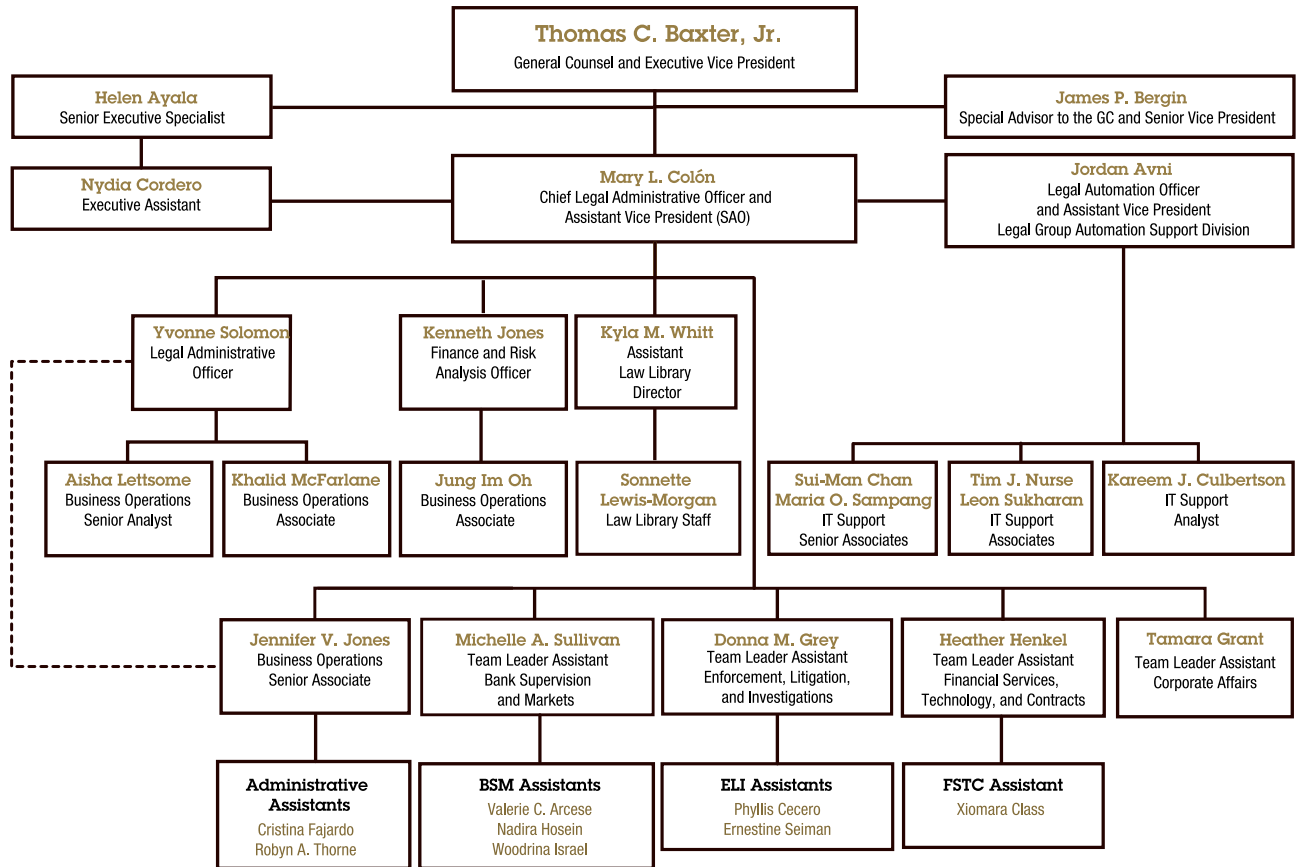 Thomas C. Baxter, Jr.
General Counsel and Executive Vice President
Helen Ayala
Senior Executive Specialist
James P. Bergin
Special Advisor to the GC and Senior Vice President
Nydia Cordero
Executive Assistant
Mary L. Colón
Chief Legal Administrative Officer and
Assistant Vice President (SAO)
Jordan Avni
Legal Automation Officer
and Assistant Vice President
Legal Group Automation Support Division
Yvonne Solomon
Legal Administrative
Officer
Kenneth Jones
Finance and Risk
Analysis Officer
Kyla M. Whitt
Assistant
Law Library
Director
Aisha Lettsome
Business Operations
Senior Analyst
Khalid McFarlane
Business Operations
Associate
Jung Im Oh
Business Operations
Associate
Sonnette
Lewis-Morgan
Law Library Staff
Sui-Man Chan
Maria O. Sampang
IT Support
Senior Associates
Tim J. Nurse
Leon Sukharan
IT Support
Associates
Kareem J. Culbertson
IT Support
Analyst
Jennifer V. Jones
Business Operations
Senior Associate
Michelle A. Sullivan
Team Leader Assistant
Bank Supervision
and Markets
Donna M. Grey
Team Leader Assistant
Enforcement, Litigation,
and Investigations
Heather Henkel
Team Leader Assistant
Financial Services,
Technology, and Contracts
Tamara Grant
Team Leader Assistant
Corporate Affairs
Administrative
Assistants
Cristina Fajardo
Robyn A. Thorne
BSM Assistants
Valerie C. Arcese
Nadira Hosein
Woodrina Israel
ELI Assistants
Phyllis Cecero
Ernestine Seiman
FSTC Assistant
Xiomara Class